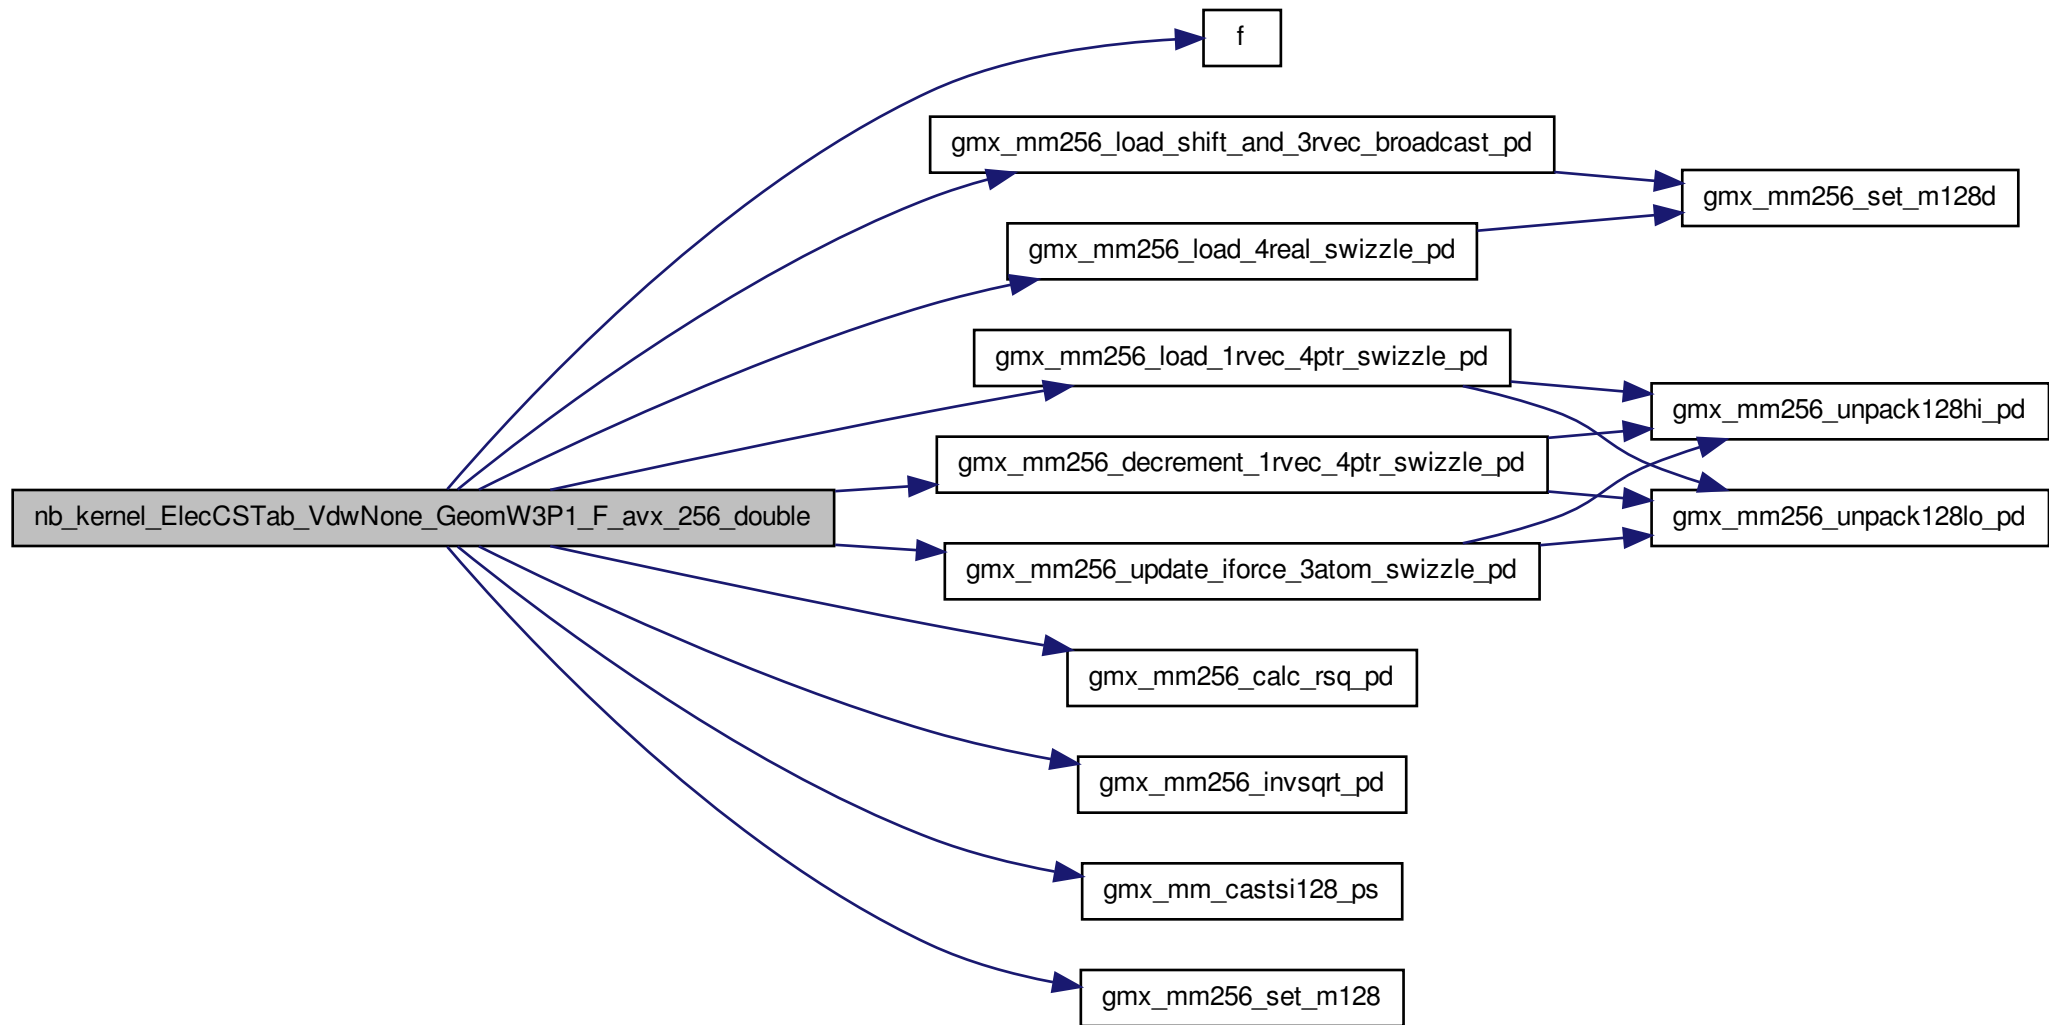 f
gmx_mm256_load_shift_and_3rvec_broadcast_pd
gmx_mm256_set_m128d
gmx_mm256_load_4real_swizzle_pd
gmx_mm256_load_1rvec_4ptr_swizzle_pd
gmx_mm256_unpack128hi_pd
gmx_mm256_decrement_1rvec_4ptr_swizzle_pd
nb_kernel_ElecCSTab_VdwNone_GeomW3P1_F_avx_256_double
gmx_mm256_unpack128lo_pd
gmx_mm256_update_iforce_3atom_swizzle_pd
gmx_mm256_calc_rsq_pd
gmx_mm256_invsqrt_pd
gmx_mm_castsi128_ps
gmx_mm256_set_m128